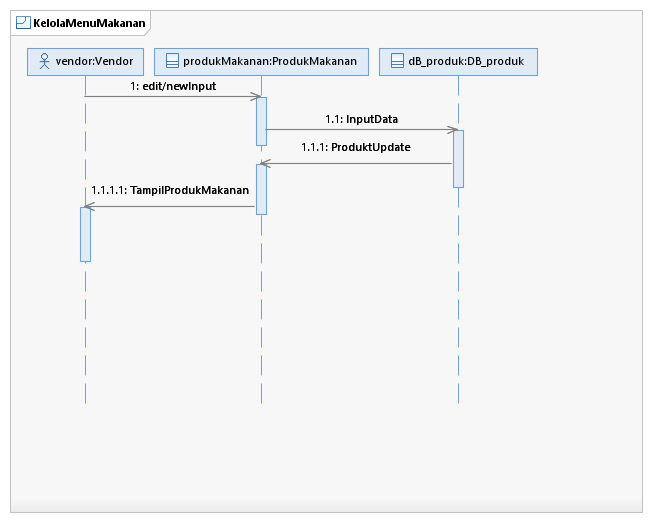 KelolaMenuMakanan
vendor:Vendor
produkMakanan:ProdukMakanan
dB_produk:DB_produk
1: edit/newInput
1.1: InputData
1.1.1: ProduktUpdate
1.1.1.1: TampilProdukMakanan